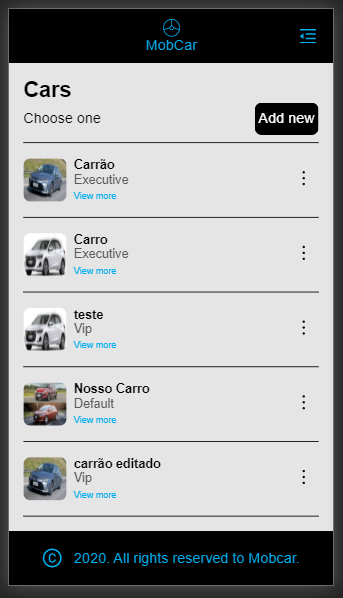 MobCar
Cars
Choose one
Add new
Carrão
Executive
View more
Carro
Executive
View more
teste
Vip
View more
Nosso Carro
Default
View more
carrão editado
Vip
View more
© 2020. All rights reserved to Mobcar.